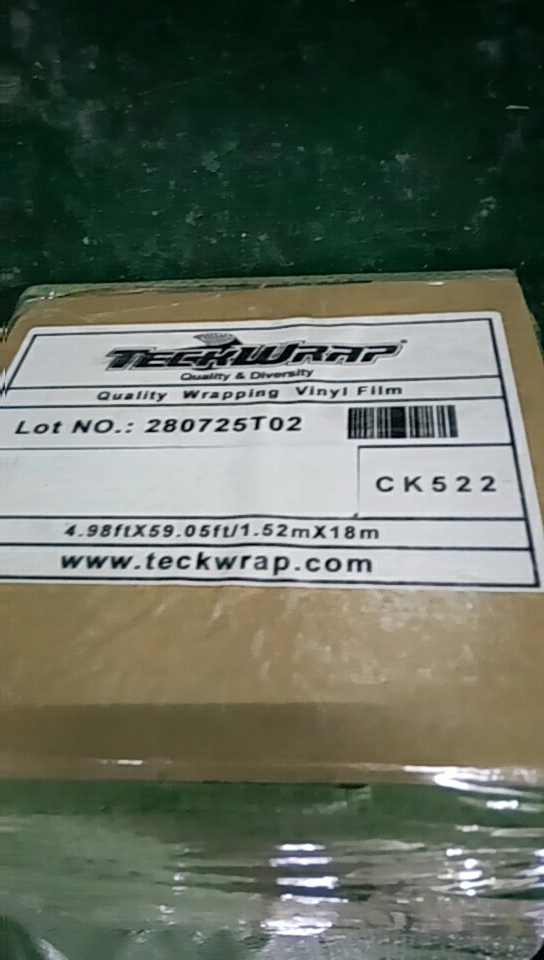 TECKWRAP
Quality & Diversity
Quality Wrapping Vinyl Film
Lot NO.: 280725T02
CK522
4.98ftX59.05ft/1.52mX18m
www.teckwrap.com